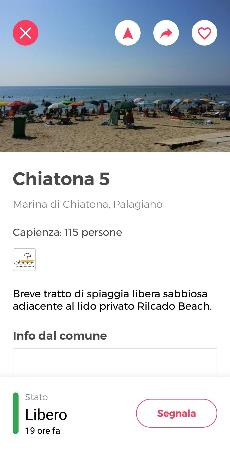 Chiatona 5
Marina di Chiatona, Palagiano
Capienza: 115 persone
Breve tratto di spiaggia libera sabbiosa
adiacente al lido privato Rilcado Beach.
Info dal comune
Stato
Libero
19 ore fa
Segnala